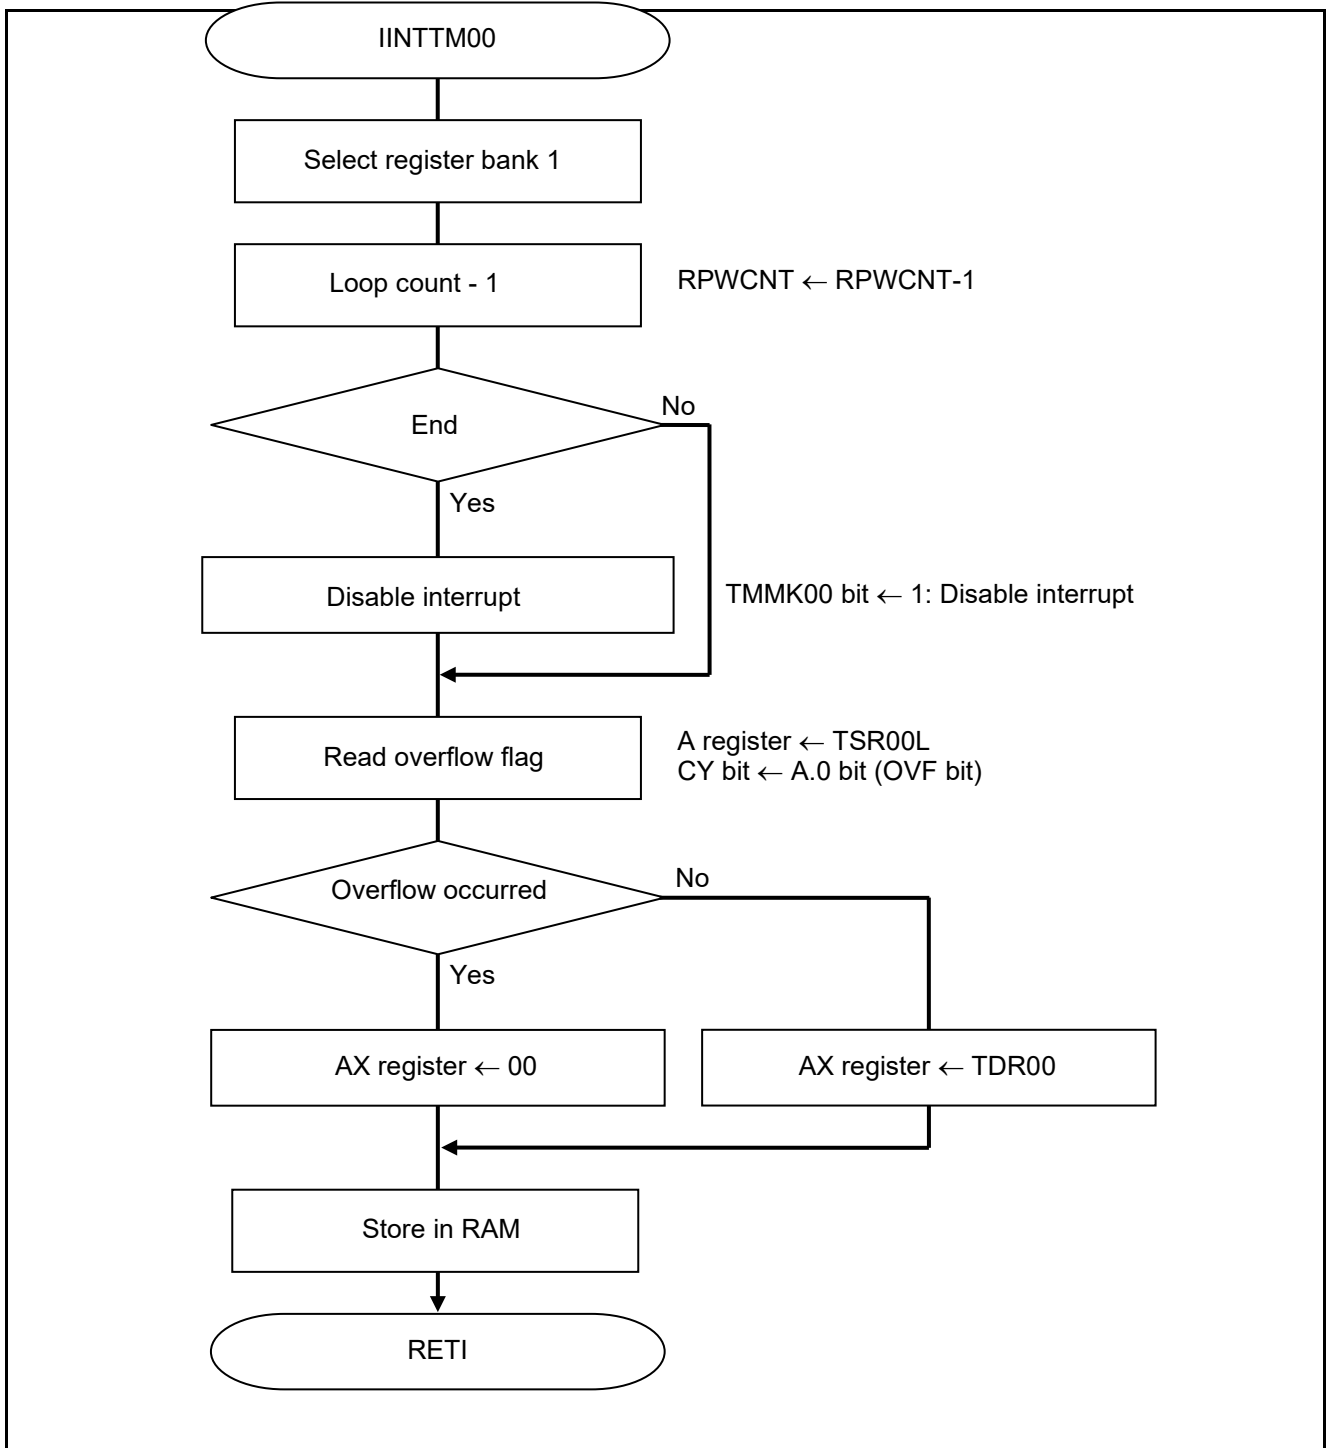 IINTTM00
Select register bank 1
Loop count - 1
RPWCNT ← RPWCNT-1
End
No
Yes
Disable interrupt
TMMK00 bit ← 1: Disable interrupt
Read overflow flag
A register ← TSR00L
CY bit ← A.0 bit (OVF bit)
Overflow occurred
No
Yes
AX register ← 00
AX register ← TDR00
Store in RAM
RETI